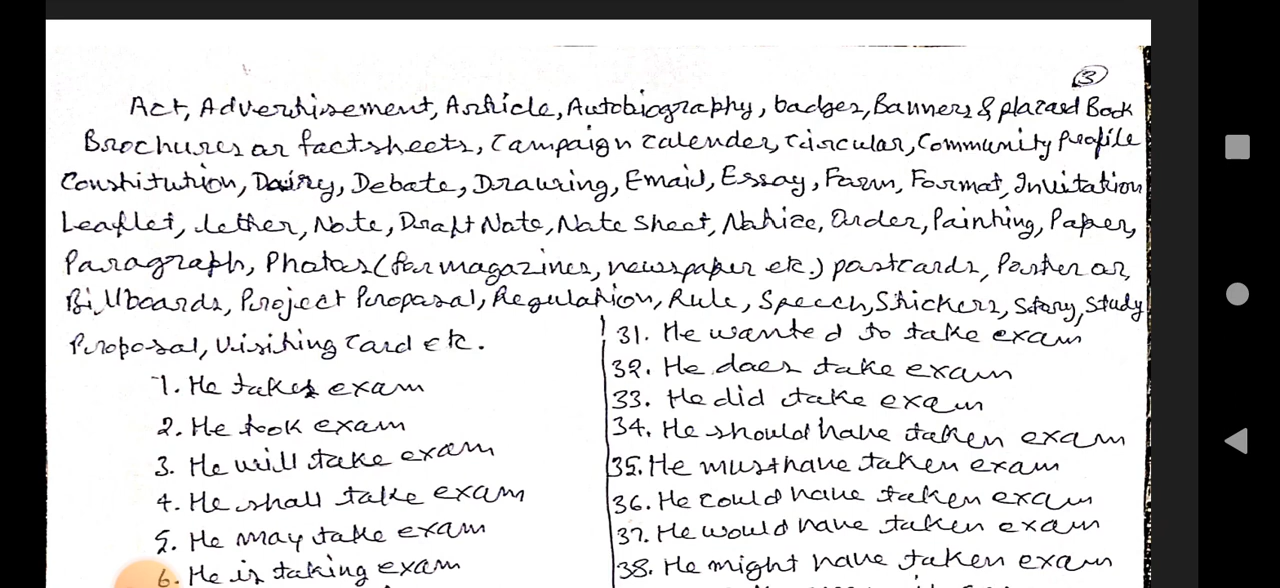 3
Act, Advertisement, Article, Autobiography, badges, Banners & placard Book
Brochures or factsheets, Campaign calender, Circular, Community Profile
Constitution, Dairy, Debate, Drawing, Email, Essay, Farm, Format, Invitation
Leaflet, Letter, Note, Draft Note, Note Sheet, Notice, Order, Painting, Paper,
Paragraph, Photos (for magazines, newspaper etc.) postcards, Poster or,
Billboards, Project Proposal, Regulation, Rule, Speech, Stickers, Story, Study
Proposal, Visiting Card etc.
1. He takes exam
2. He took exam
3. He will take exam
4. He shall take exam
5. He may take exam
6. He is taking exam
31. He wanted to take exam
32. He does take exam
33. He did take exam
34. He should have taken exam
35. He must have taken exam
36. He could have taken exam
37. He would have taken exam
38. He might have taken exam